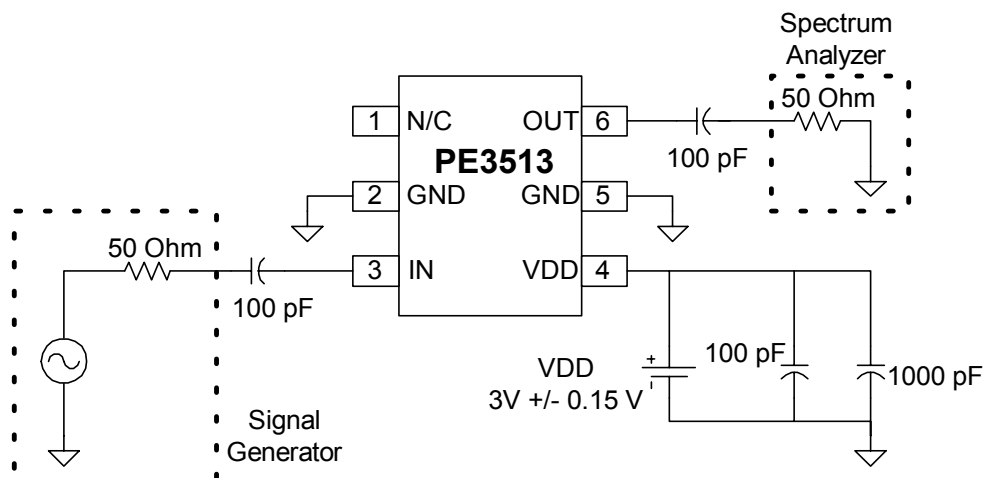 Spectrum
Analyzer
50 Ohm
1 N/C OUT 6
PE3513
100 pF
2 GND GND 5
50 Ohm
3 IN VDD 4
100 pF
VDD
3V +/- 0.15 V
+
-
100 pF
1000 pF
Signal
Generator